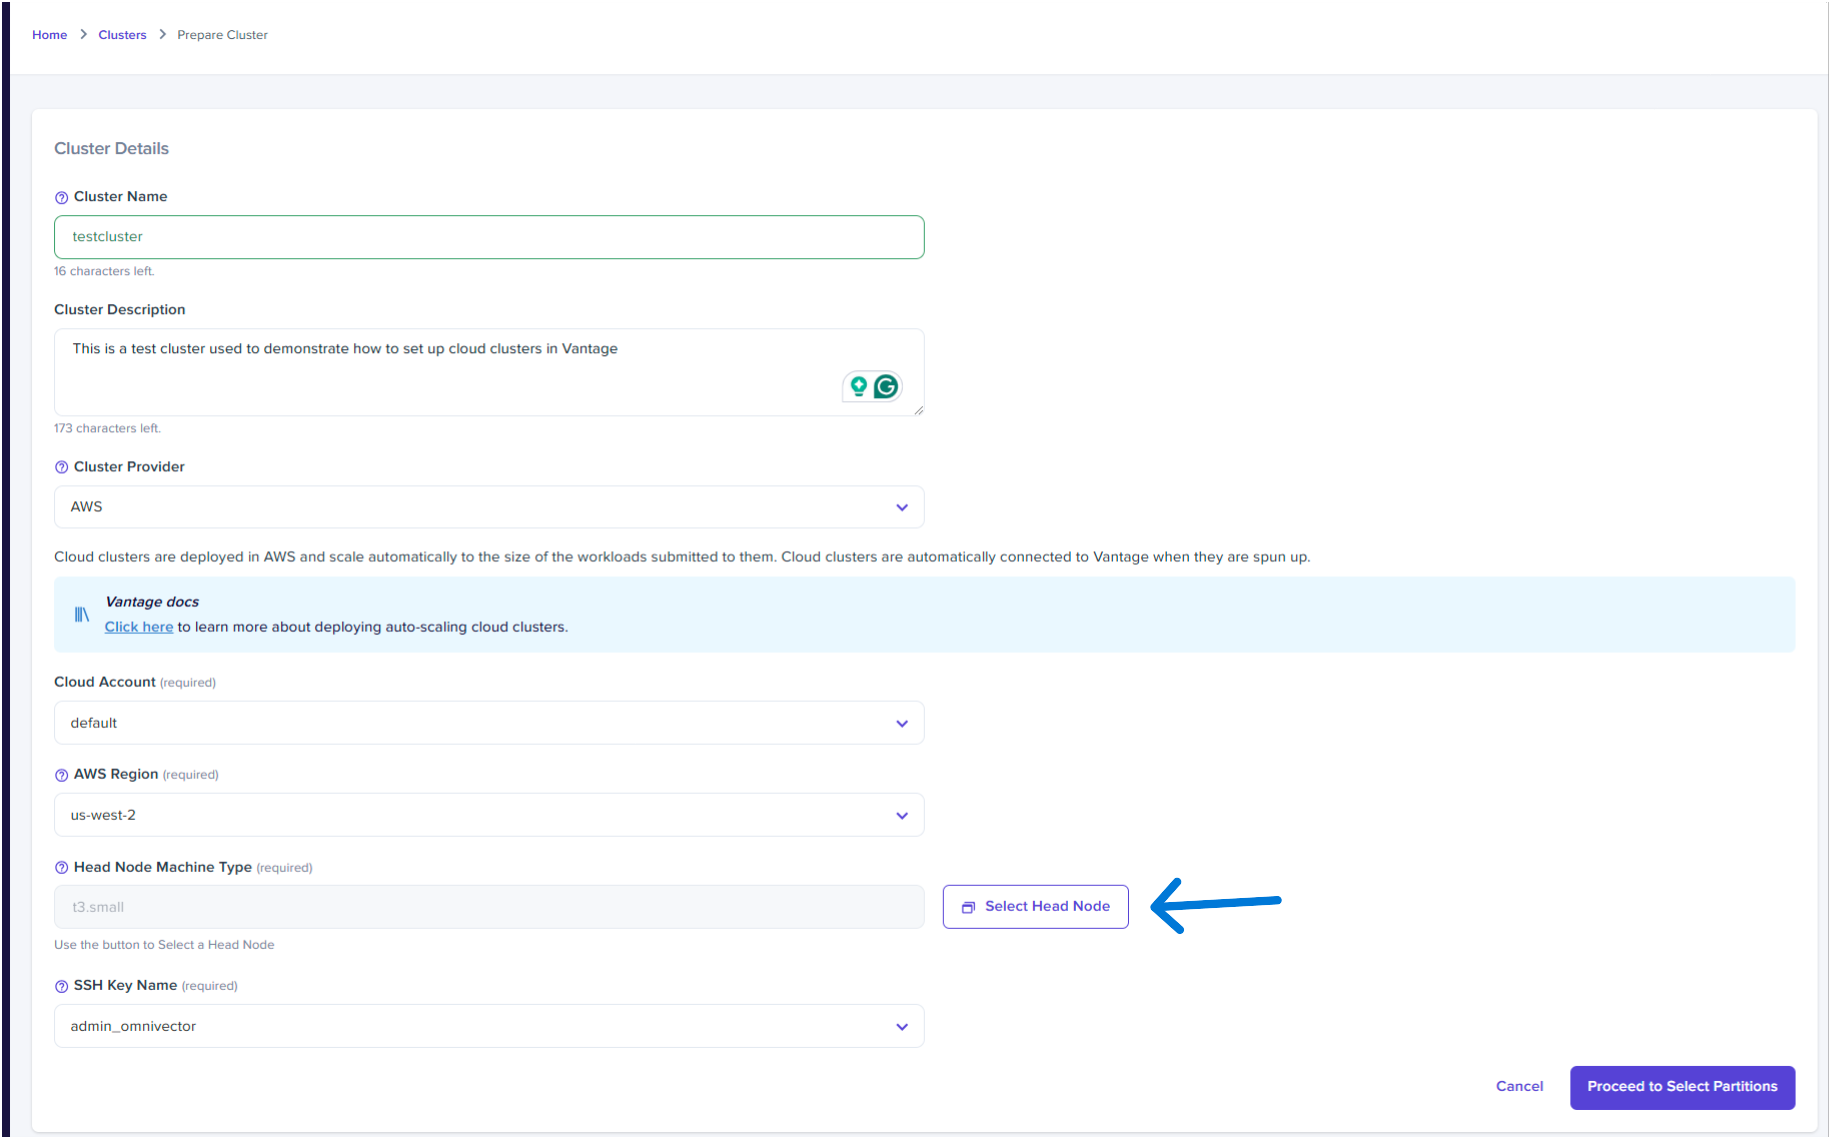 Home > Clusters > Prepare Cluster
Cluster Details
Cluster Name
testcluster
16 characters left.
Cluster Description
This is a test cluster used to demonstrate how to set up cloud clusters in Vantage
173 characters left.
Cluster Provider
AWS
Cloud clusters are deployed in AWS and scale automatically to the size of the workloads submitted to them. Cloud clusters are automatically connected to Vantage when they are spun up.
Vantage docs
Click here to learn more about deploying auto-scaling cloud clusters.
Cloud Account (required)
default
AWS Region (required)
us-west-2
Head Node Machine Type (required)
t3.small
Select Head Node
Use the button to Select a Head Node
SSH Key Name (required)
admin_omnivector
Cancel
Proceed to Select Partitions